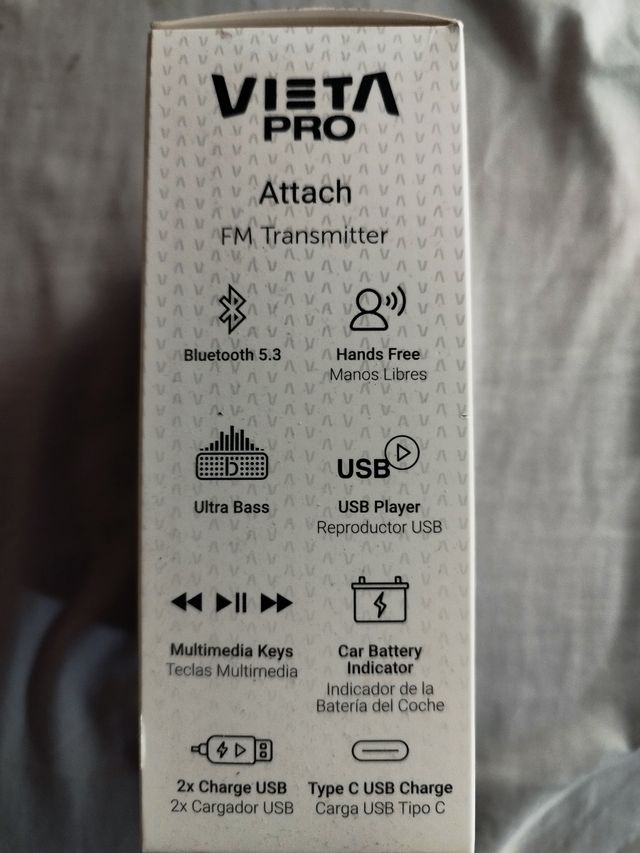 VIETA
PRO
Attach
FM Transmitter
Bluetooth 5.3
Hands Free
Manos Libres
b
Ultra Bass
USB
USB Player
Reproductor USB
Multimedia Keys
Teclas Multimedia
Car Battery
Indicator
Indicador de la
Batería del Coche
2x Charge USB
2x Cargador USB
Type C USB Charge
Carga USB Tipo C